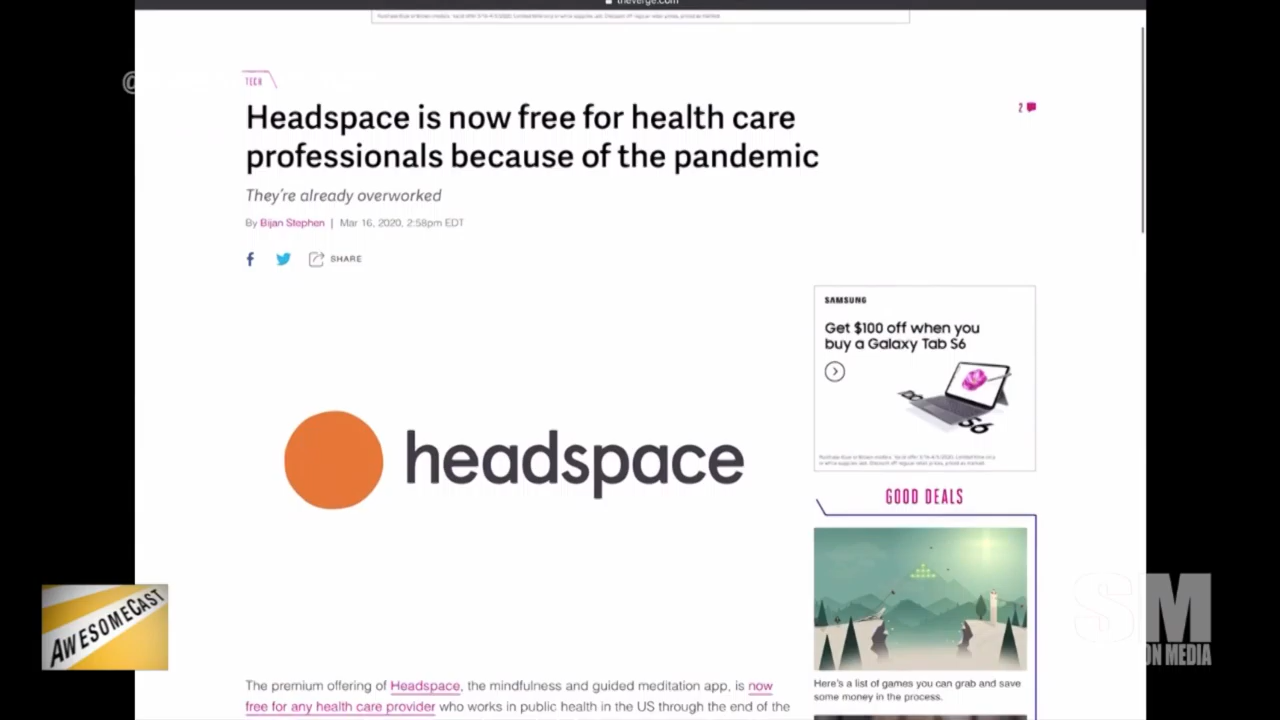 theverge.com
TECH
Headspace is now free for health care
professionals because of the pandemic
2
They're already overworked
By Bijan Stephen | Mar 16, 2020, 2:58pm EDT
SHARE
SAMSUNG
Get $100 off when you
buy a Galaxy Tab S6
S6
headspace
GOOD DEALS
AWESOMECAST
SM
ON MEDIA
Here's a list of games you can grab and save
some money in the process.
The premium offering of Headspace, the mindfulness and guided meditation app, is now
free for any health care provider who works in public health in the US through the end of the